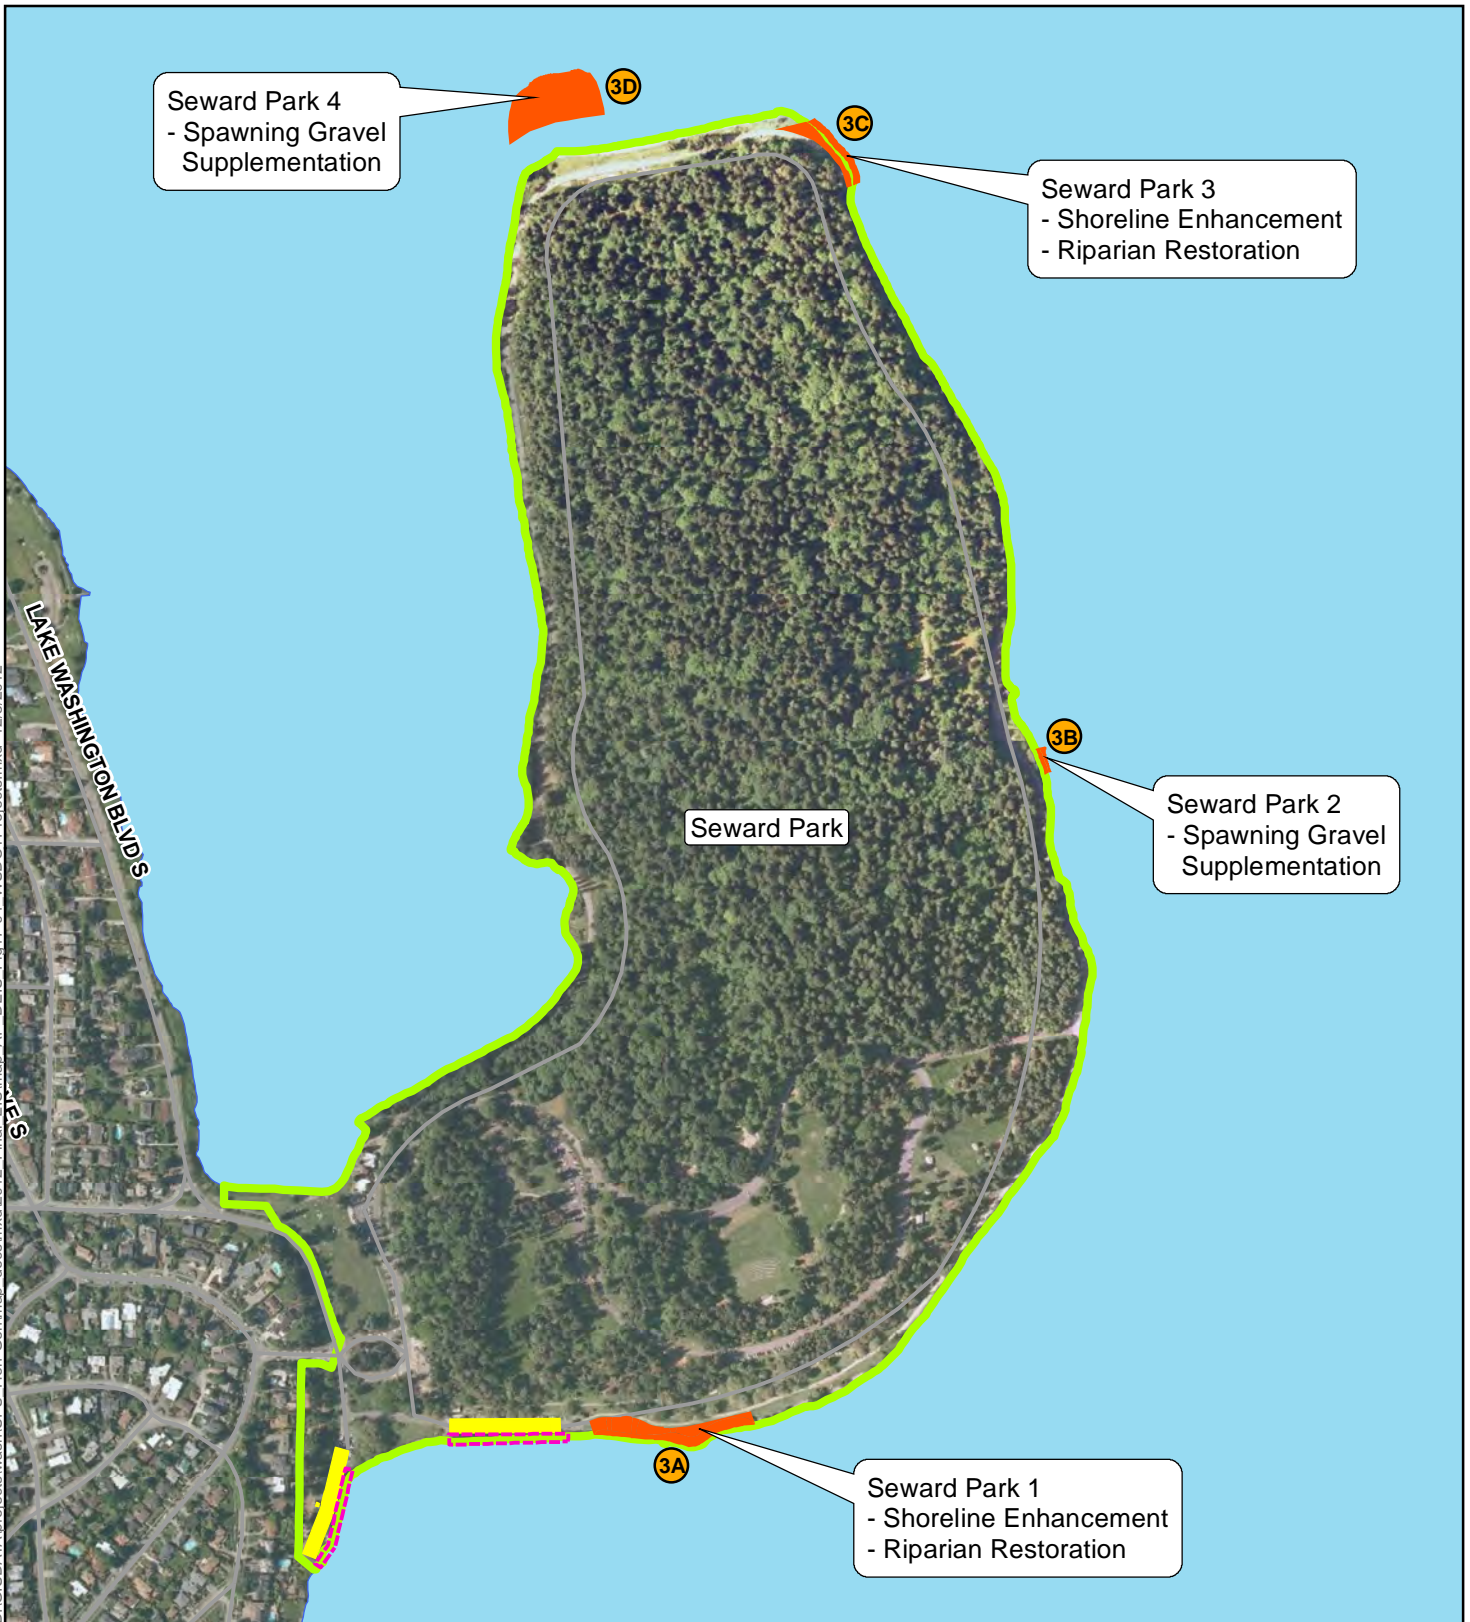 3D
Seward Park 4
- Spawning Gravel
Supplementation
3C
Seward Park 3
- Shoreline Enhancement
- Riparian Restoration
LAKE WASHINGTON BLVD S
3B
Seward Park 2
- Spawning Gravel
Supplementation
Seward Park
VE S
3A
Seward Park 1
- Shoreline Enhancement
- Riparian Restoration